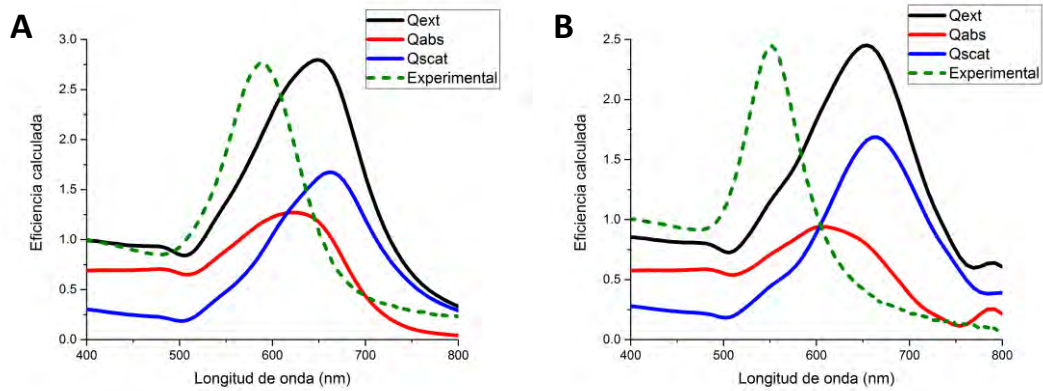 A
Qext
Qabs
Qscat
Experimental
3.0
2.5
2.0
1.5
1.0
0.5
0.0
Eficiencia calculada
400 500 600 700 800
Longitud de onda (nm)
B
Qext
Qabs
Qscat
Experimental
2.5
2.0
1.5
1.0
0.5
0.0
Eficiencia calculada
400 500 600 700 800
Longitud de onda (nm)